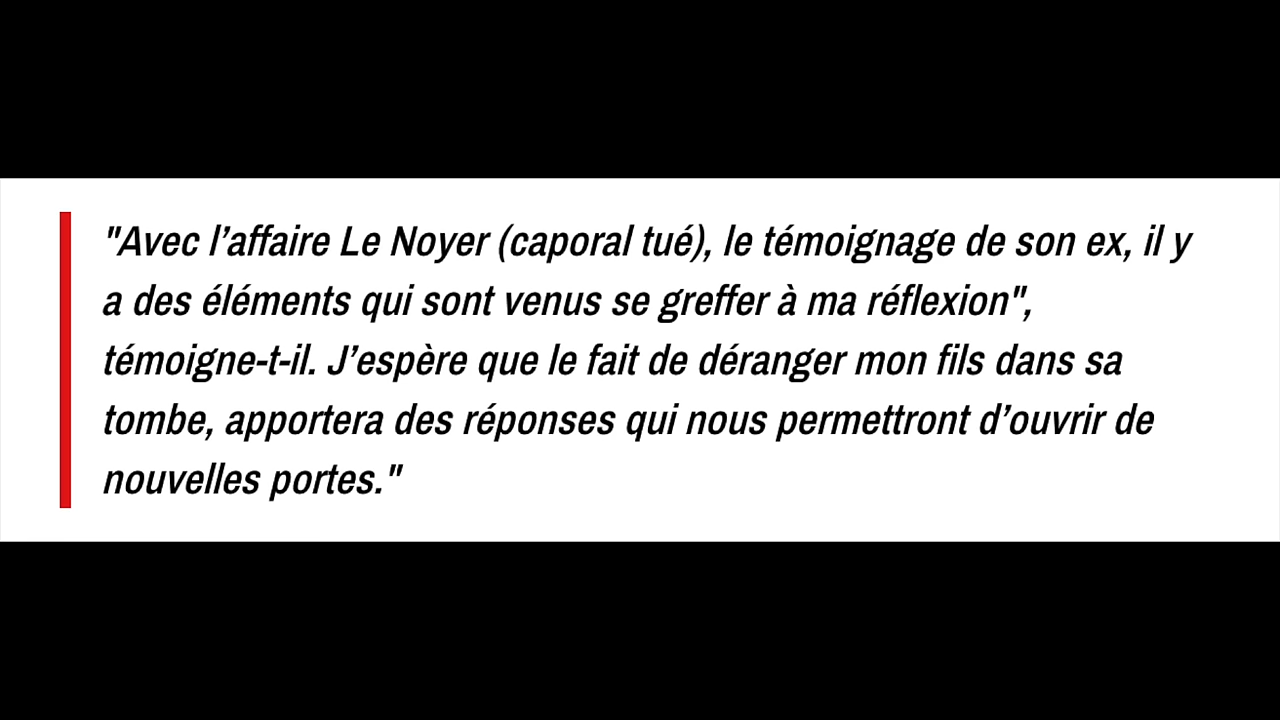 "Avec l’affaire Le Noyer (caporal tué), le témoignage de son ex, il y
a des éléments qui sont venus se greffer à ma réflexion",
témoigne-t-il. J’espère que le fait de déranger mon fils dans sa
tombe, apportera des réponses qui nous permettront d’ouvrir de
nouvelles portes."